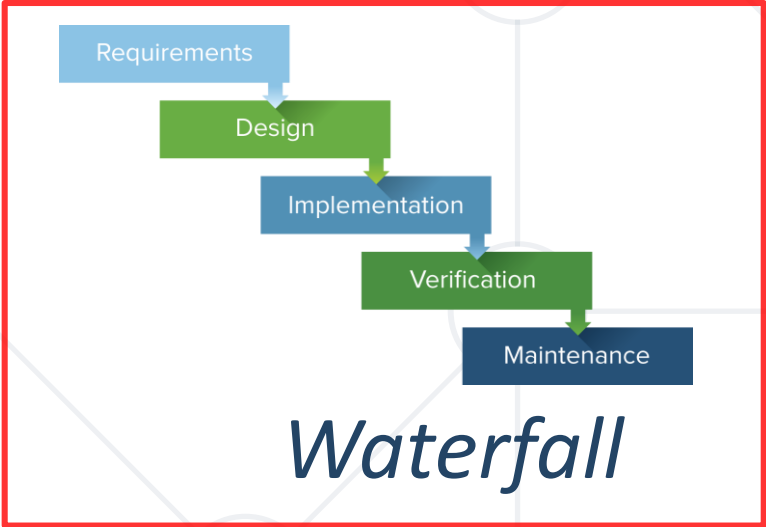 Requirements
Design
Implementation
Verification
Maintenance
Waterfall